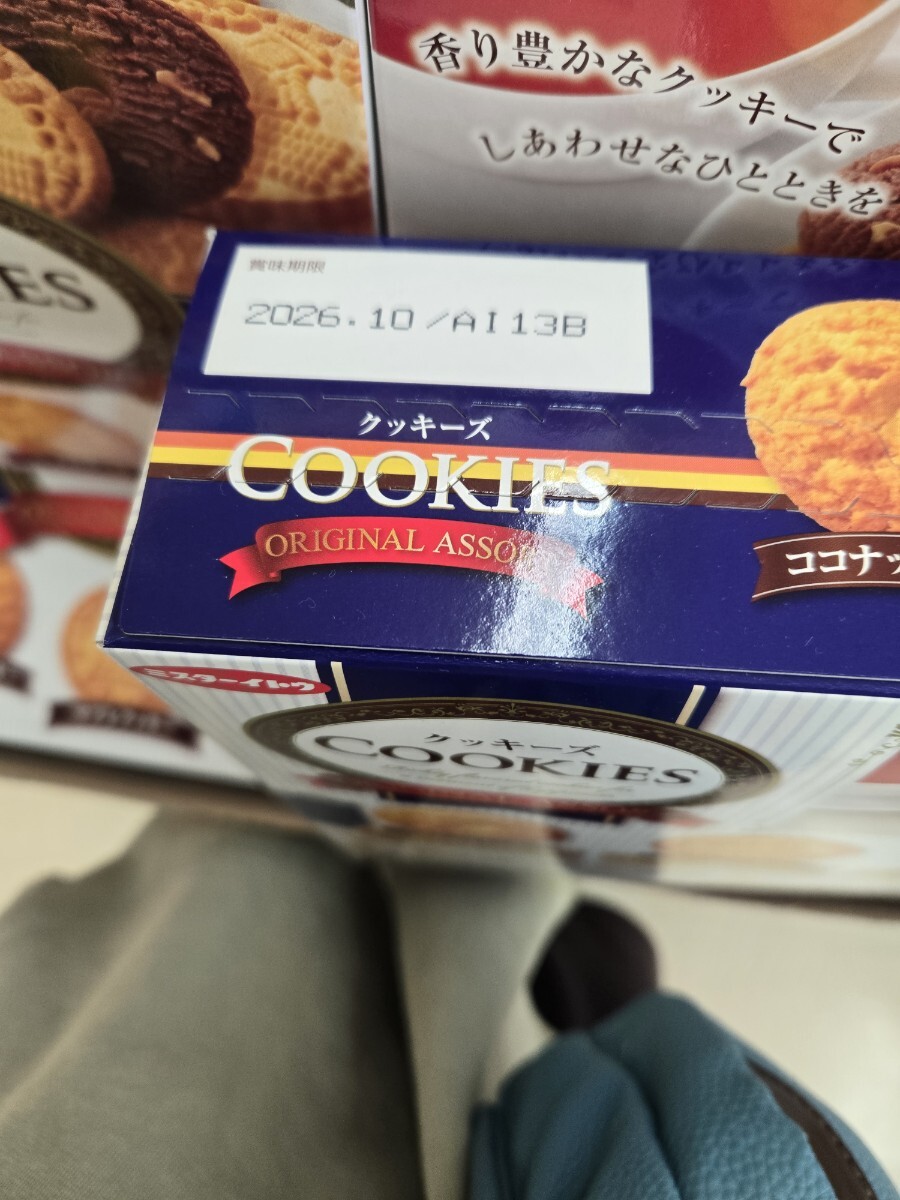 香り豊かなクッキーで
しあわせなひとときを
IES
賞味期限
2026.10/AI13B
クッキーズ
COOKIES
ORIGINAL
ココナッ
ミスターイトウ
クッキーズ
COOKIES